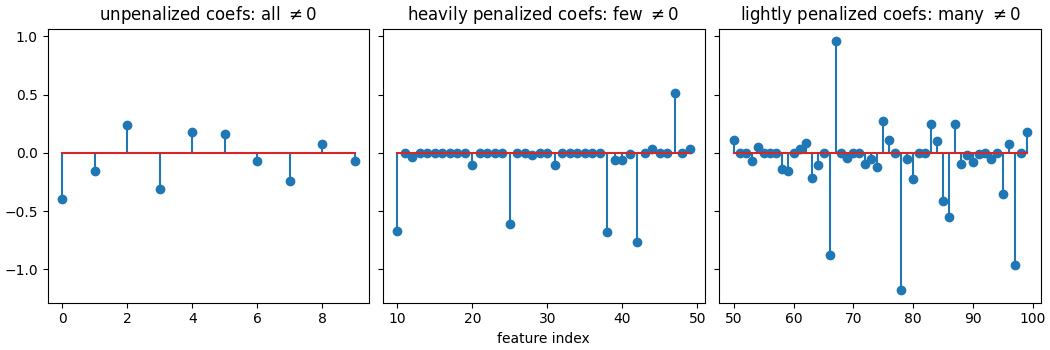 unpenalized coefs: all ≠0
heavily penalized coefs: few ≠0
lightly penalized coefs: many ≠0
1.0
0.5
0.0
−0.5
−1.0
0 2 4 6 8
10 20 30 40 50
50 60 70 80 90 100
feature index